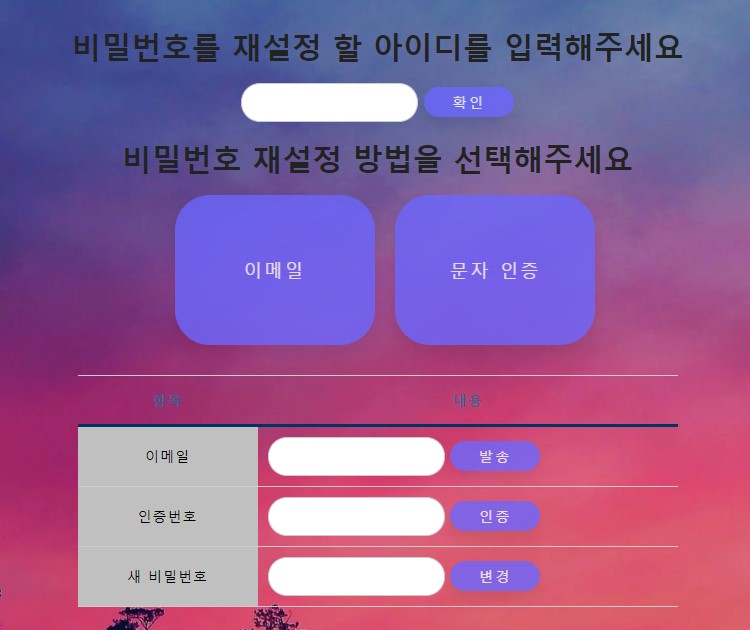 비밀번호를 재설정 할 아이디를 입력해주세요
확인
비밀번호 재설정 방법을 선택해주세요
이메일 문자 인증
항목 내용
이메일 발송
인증번호 인증
새 비밀번호 변경